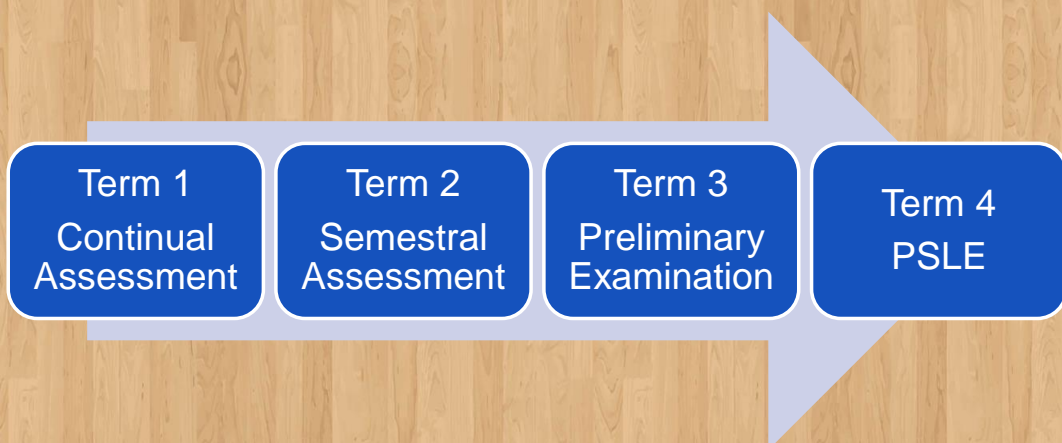 Term 1
Continual
Assessment
Term 2
Semestral
Assessment
Term 3
Preliminary
Examination
Term 4
PSLE